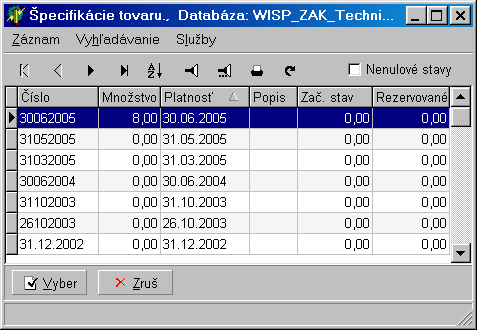 Špecifikácie tovaru., Databáza: WISP_ZAK_Techni...
Záznam Vyhľadávanie Služby
Nenulové stavy
Číslo Množstvo Platnosť Popis Zač. stav Rezervované
30062005 8,00 30.06.2005 0,00 0,00
31052005 0,00 31.05.2005 0,00 0,00
31032005 0,00 31.03.2005 0,00 0,00
30062004 0,00 30.06.2004 0,00 0,00
31102003 0,00 31.10.2003 0,00 0,00
26102003 0,00 26.10.2003 0,00 0,00
31.12.2002 0,00 31.12.2002 0,00 0,00
Vyber Zruš